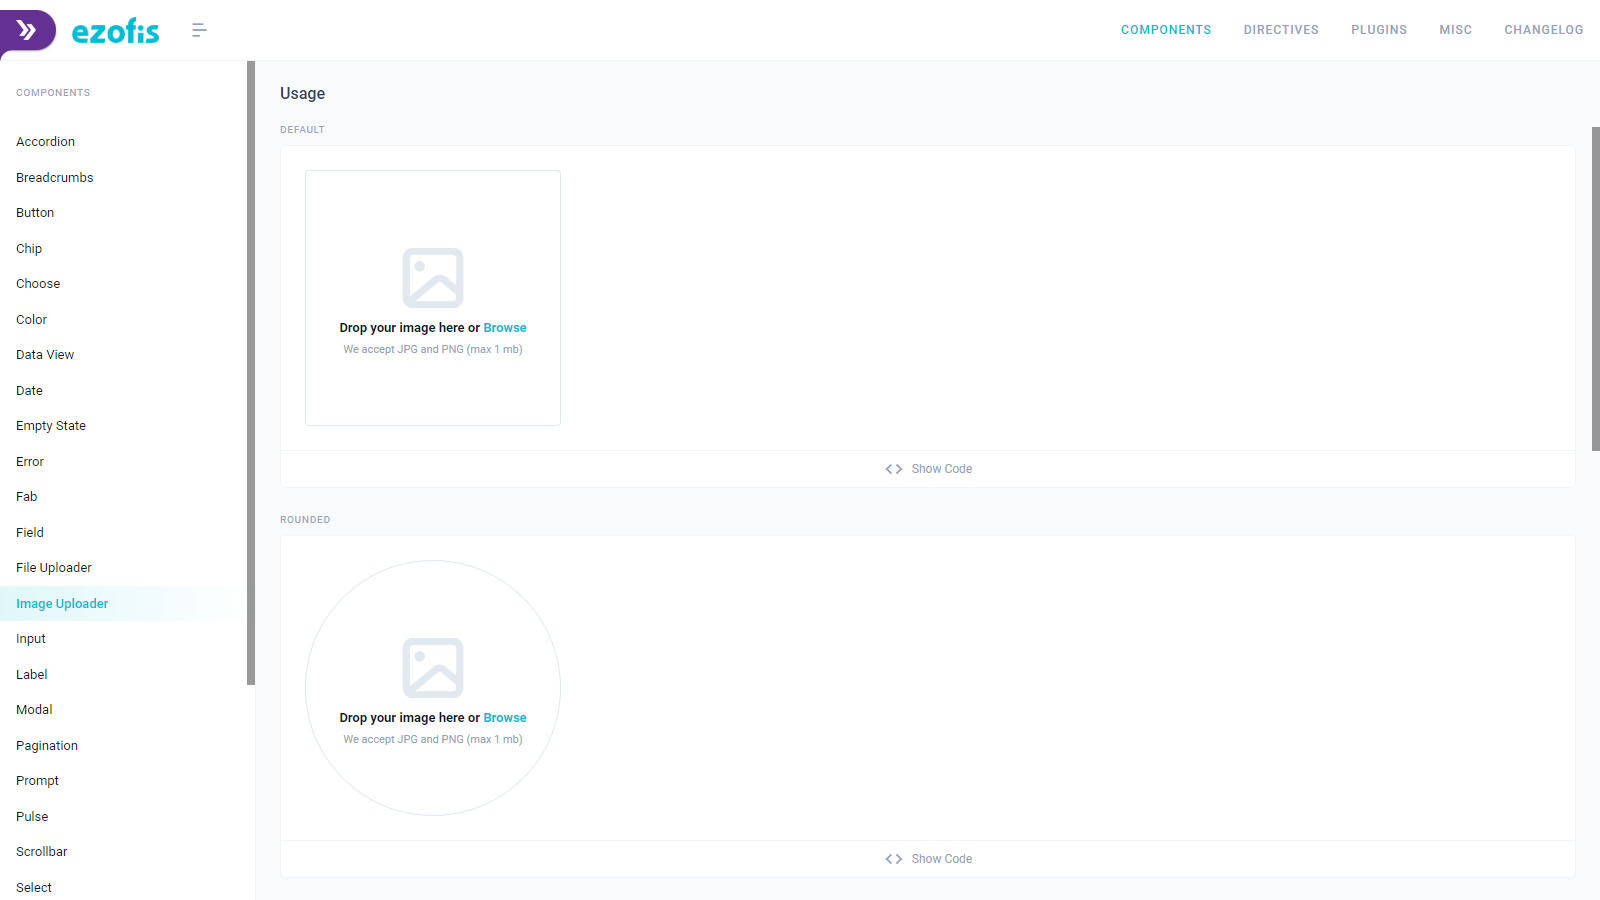 ezofis
COMPONENTS DIRECTIVES PLUGINS MISC CHANGELOG
COMPONENTS
Accordion
Breadcrumbs
Button
Chip
Choose
Color
Data View
Date
Empty State
Error
Fab
Field
File Uploader
Image Uploader
Input
Label
Modal
Pagination
Prompt
Pulse
Scrollbar
Select
Usage
DEFAULT
Drop your image here or Browse
We accept JPG and PNG (max 1 mb)
Show Code
ROUNDED
Drop your image here or Browse
We accept JPG and PNG (max 1 mb)
Show Code